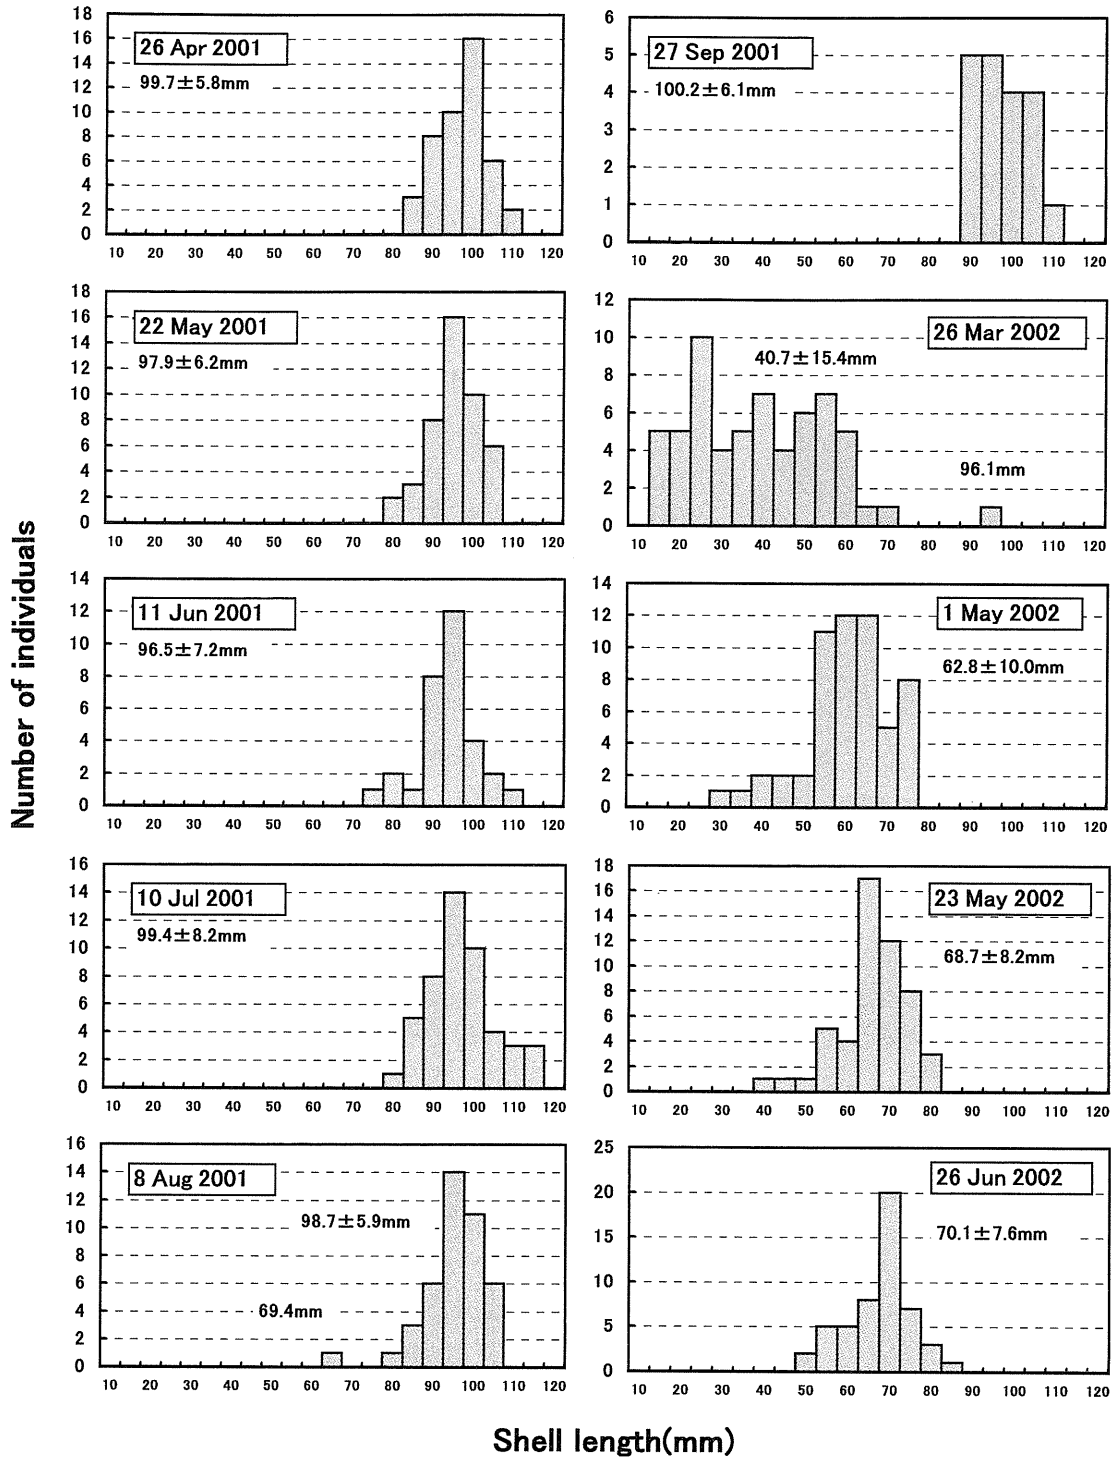 Number of individuals
18
16
14
12
10
8
6
4
2
0
26 Apr 2001
99.7±5.8mm
10 20 30 40 50 60 70 80 90 100 110 120
18
16
14
12
10
8
6
4
2
0
22 May 2001
97.9±6.2mm
10 20 30 40 50 60 70 80 90 100 110 120
14
12
10
8
6
4
2
0
11 Jun 2001
96.5±7.2mm
10 20 30 40 50 60 70 80 90 100 110 120
16
14
12
10
8
6
4
2
0
10 Jul 2001
99.4±8.2mm
10 20 30 40 50 60 70 80 90 100 110 120
16
14
12
10
8
6
4
2
0
8 Aug 2001
98.7±5.9mm
69.4mm
10 20 30 40 50 60 70 80 90 100 110 120
6
5
4
3
2
1
0
27 Sep 2001
100.2±6.1mm
10 20 30 40 50 60 70 80 90 100 110 120
12
10
8
6
4
2
0
26 Mar 2002
40.7±15.4mm
96.1mm
10 20 30 40 50 60 70 80 90 100 110 120
14
12
10
8
6
4
2
0
1 May 2002
62.8±10.0mm
10 20 30 40 50 60 70 80 90 100 110 120
18
16
14
12
10
8
6
4
2
0
23 May 2002
68.7±8.2mm
10 20 30 40 50 60 70 80 90 100 110 120
25
20
15
10
5
0
26 Jun 2002
70.1±7.6mm
10 20 30 40 50 60 70 80 90 100 110 120
Shell length(mm)